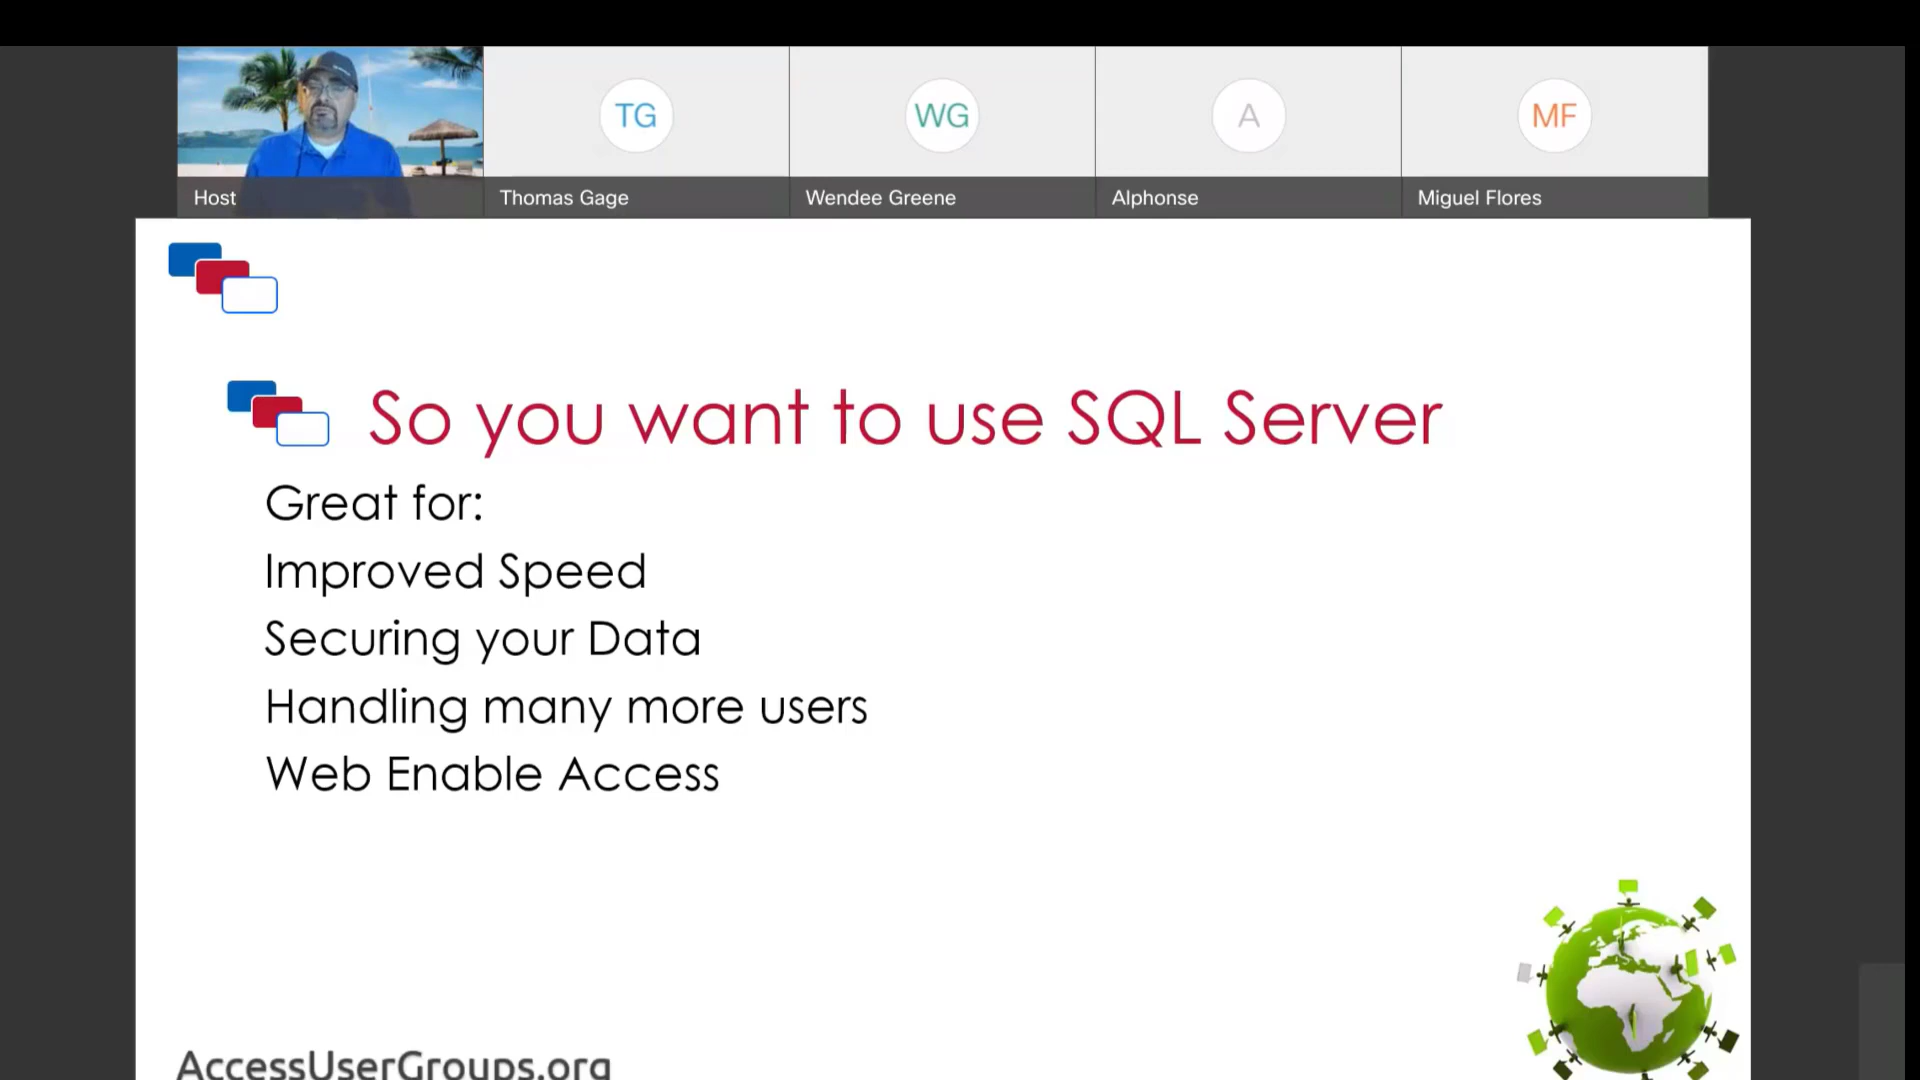 TG
WG
A
MF
Host
Thomas Gage
Wendee Greene
Alphonse
Miguel Flores
So you want to use SQL Server
Great for:
Improved Speed
Securing your Data
Handling many more users
Web Enable Access
AccessUserGroups.org